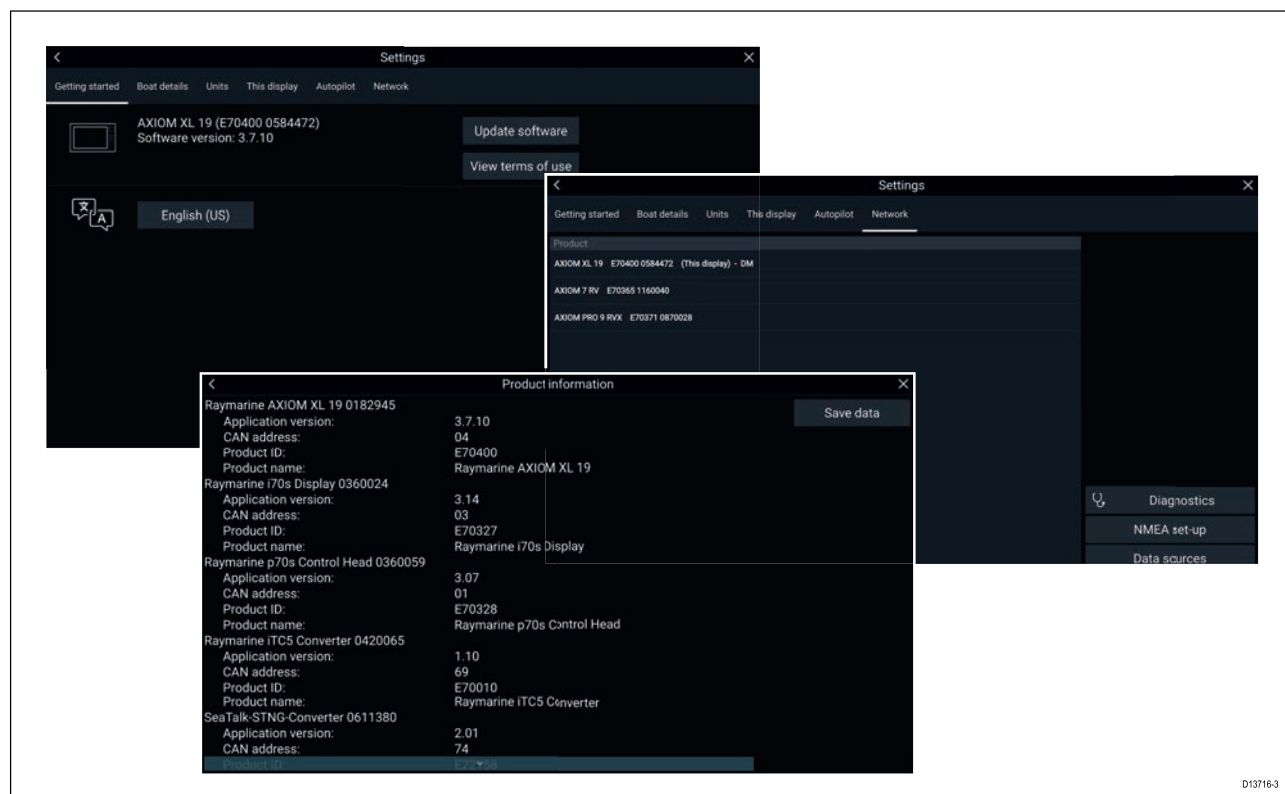 Settings
Getting started Boat details Units This display Autopilot Network
AXIOM XL 19 (E70400 0584472)
Software version: 3.7.10
Update software
View terms of use
English (US)
Settings
Getting started Boat details Units This display Autopilot Network
Product
AXIOM XL 19 E70400 0584472 (This display) - DM
AXIOM 7 RV E70365 1160040
AXIOM PRO 9 RVX E70371 0870028
Diagnostics
NMEA set-up
Data sources
Product information
Save data
Raymarine AXIOM XL 19 0182945
Application version: 3.7.10
CAN address: 04
Product ID: E70400
Product name: Raymarine AXIOM XL 19
Raymarine i70s Display 0360024
Application version: 3.14
CAN address: 03
Product ID: E70327
Product name: Raymarine i70s Display
Raymarine p70s Control Head 0360059
Application version: 3.07
CAN address: 01
Product ID: E70328
Product name: Raymarine p70s Control Head
Raymarine iTC5 Converter 0420065
Application version: 1.10
CAN address: 69
Product ID: E70010
Product name: Raymarine iTC5 Converter
SeaTalk-STNG-Converter 0611380
Application version: 2.01
CAN address: 74
Product ID:
D13716-3